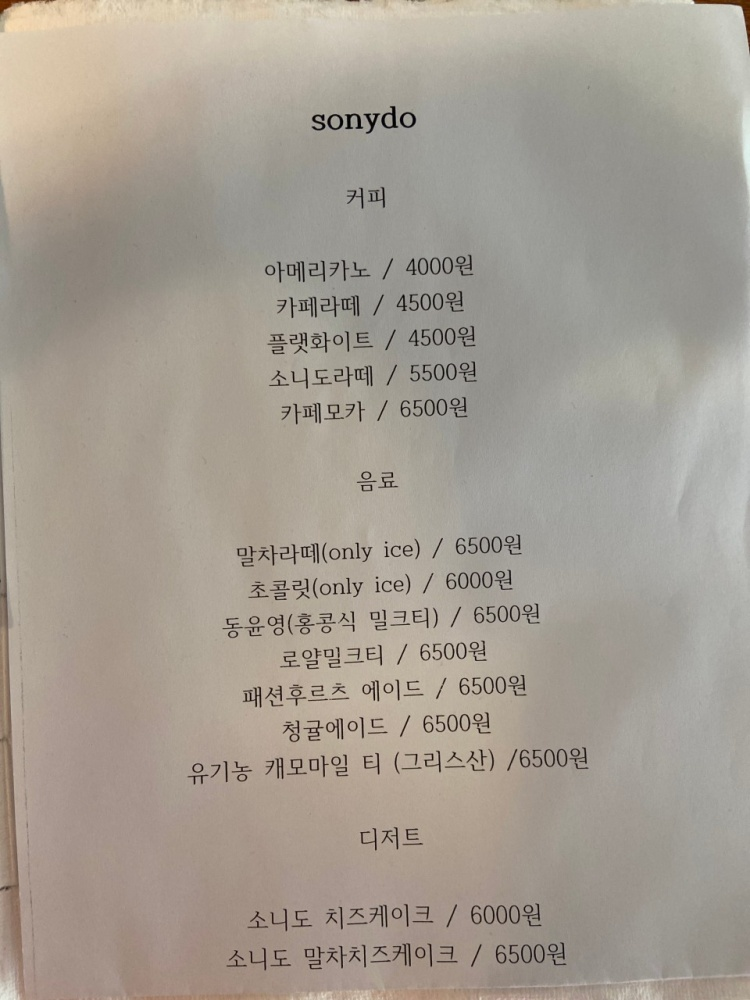 sonydo
커피
아메리카노 / 4000원
카페라떼 / 4500원
플랫화이트 / 4500원
소니도라떼 / 5500원
카페모카 / 6500원
음료
말차라떼(only ice) / 6500원
초콜릿(only ice) / 6000원
동윤영(홍콩식 밀크티) / 6500원
로얄밀크티 / 6500원
패션후르츠 에이드 / 6500원
청귤에이드 / 6500원
유기농 캐모마일 티 (그리스산) /6500원
디저트
소니도 치즈케이크 / 6000원
소니도 말차치즈케이크 / 6500원